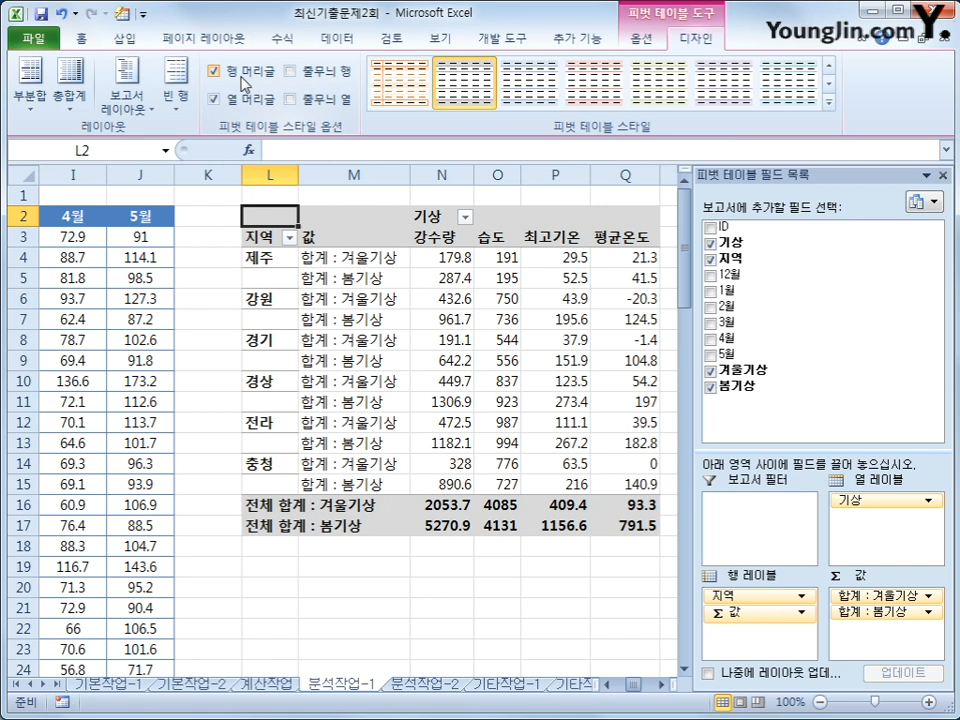 최신기출문제2회 - Microsoft Excel
피벗 테이블 도구
Younglin.com
Y.
파일 홈 삽입 페이지 레이아웃 수식 데이터 검토 보기 개발 도구 추가 기능 옵션 디자인
부분합 총합계 보고서 레이아웃 빈 행
행 머리글 줄무늬 행
열 머리글 줄무늬 열
레이아웃 피벗 테이블 스타일 옵션 피벗 테이블 스타일
L2 fx
I J K L M N O P Q
1
2 4월 5월 기상
3 72.9 91 지역 값 강수량 습도 최고기온 평균온도
4 88.7 114.1 제주 합계 : 겨울기상 179.8 191 29.5 21.3
5 81.8 98.5 합계 : 봄기상 287.4 195 52.5 41.5
6 93.7 127.3 강원 합계 : 겨울기상 432.6 750 43.9 -20.3
7 62.4 87.2 합계 : 봄기상 961.7 736 195.6 124.5
8 78.7 102.6 경기 합계 : 겨울기상 191.1 544 37.9 -1.4
9 69.4 91.8 합계 : 봄기상 642.2 556 151.9 104.8
10 136.6 173.2 경상 합계 : 겨울기상 449.7 837 123.5 54.2
11 72.1 112.6 합계 : 봄기상 1306.9 923 273.4 197
12 70.1 113.7 전라 합계 : 겨울기상 472.5 987 111.1 39.5
13 64.6 101.7 합계 : 봄기상 1182.1 994 267.2 182.8
14 69.3 96.3 충청 합계 : 겨울기상 328 776 63.5 0
15 69.1 93.9 합계 : 봄기상 890.6 727 216 140.9
16 60.9 106.9 전체 합계 : 겨울기상 2053.7 4085 409.4 93.3
17 76.4 88.5 전체 합계 : 봄기상 5270.9 4131 1156.6 791.5
18 88.3 104.7
19 116.7 143.6
20 71.3 95.2
21 72.9 90.4
22 66 106.5
23 70.6 101.6
24 56.8 71.7
피벗 테이블 필드 목록
보고서에 추가할 필드 선택:
ID
기상
지역
12월
1월
2월
3월
4월
5월
겨울기상
봄기상
아래 영역 사이에 필드를 끌어 놓으십시오.
보고서 필터 열 레이블
기상
행 레이블 Σ 값
지역 합계 : 겨울기상
Σ 값 합계 : 봄기상
나중에 레이아웃 업데... 업데이트
기본작업-1 기본작업-2 계산작업 분석작업-1 분석작업-2 기타작업-1 기타작
준비 100%